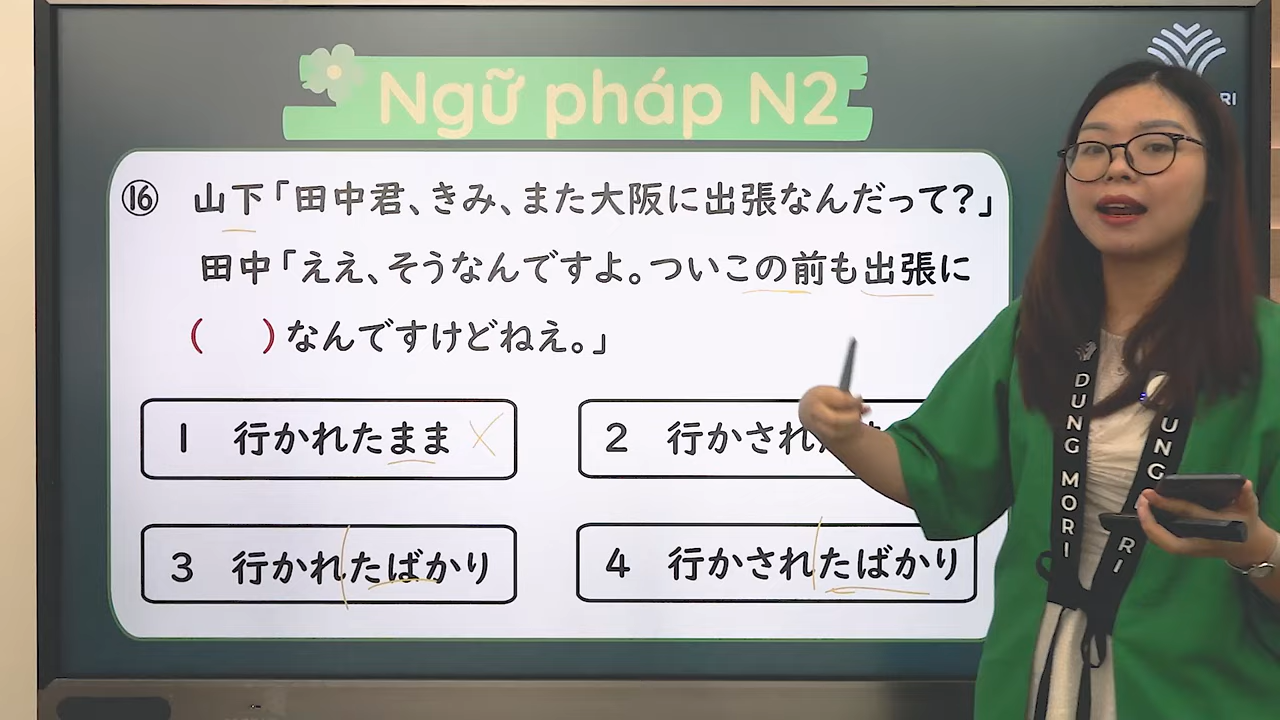 Ngữ pháp N2
RI
⑯ 山下「田中君、きみ、また大阪に出張なんだって?」
田中「ええ、そうなんですよ。ついこの前も出張に
( )なんですけどねえ。」
1 行かれたまま
2 行かされ
3 行かれたばかり
4 行かされたばかり
DUNG MORI
UNG
RI